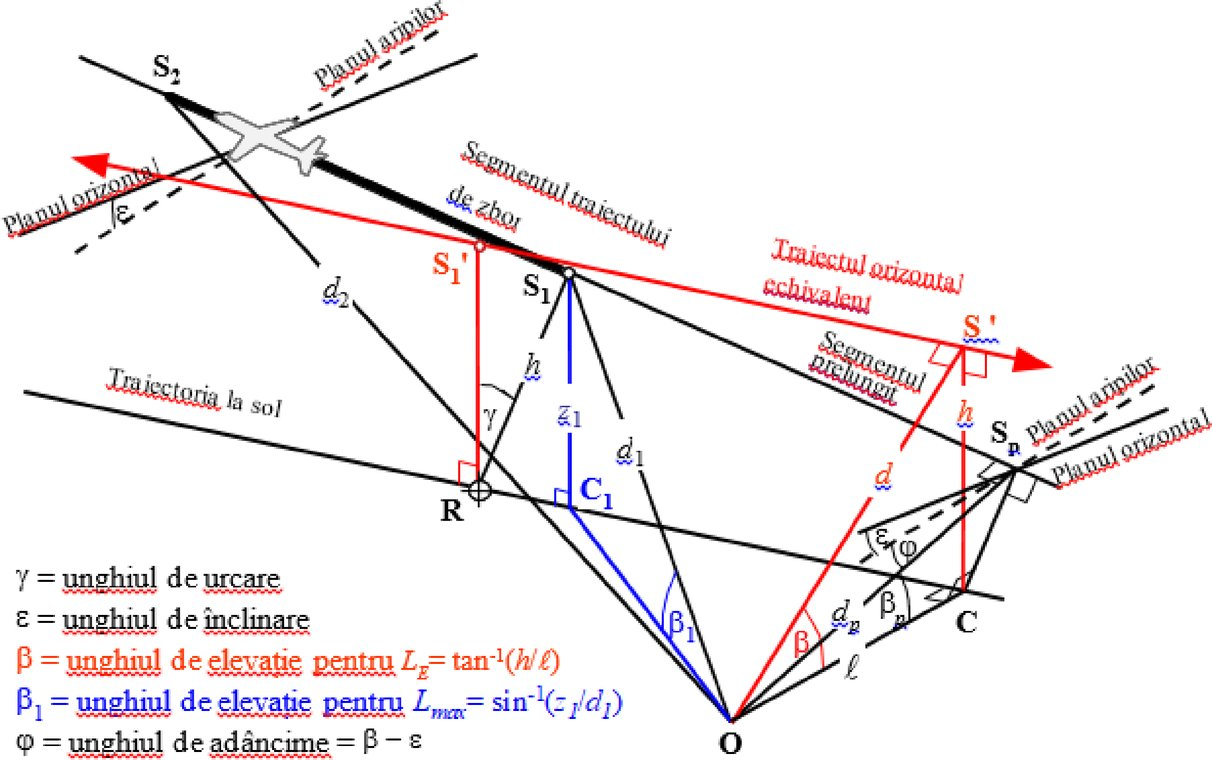 Planul aripilor
S2
Segmentul traiectului
de zbor
Planul orizontal
ε
Traiectul orizontal
echivalent
S1'
S1
d2
S '
Segmentul
prelungit
Planul aripilor
h
Traiectoria la sol
h
γ
z1
d1
Sp
Planul orizontal
d
C1
R
ε
φ
γ = unghiul de urcare
ε = unghiul de înclinare
β = unghiul de elevație pentru LE= tan-1(h/ℓ)
β1 = unghiul de elevație pentru Lmax= sin-1(z1/d1)
φ = unghiul de adâncime = β − ε
β1
β
dp
βp
C
ℓ
O